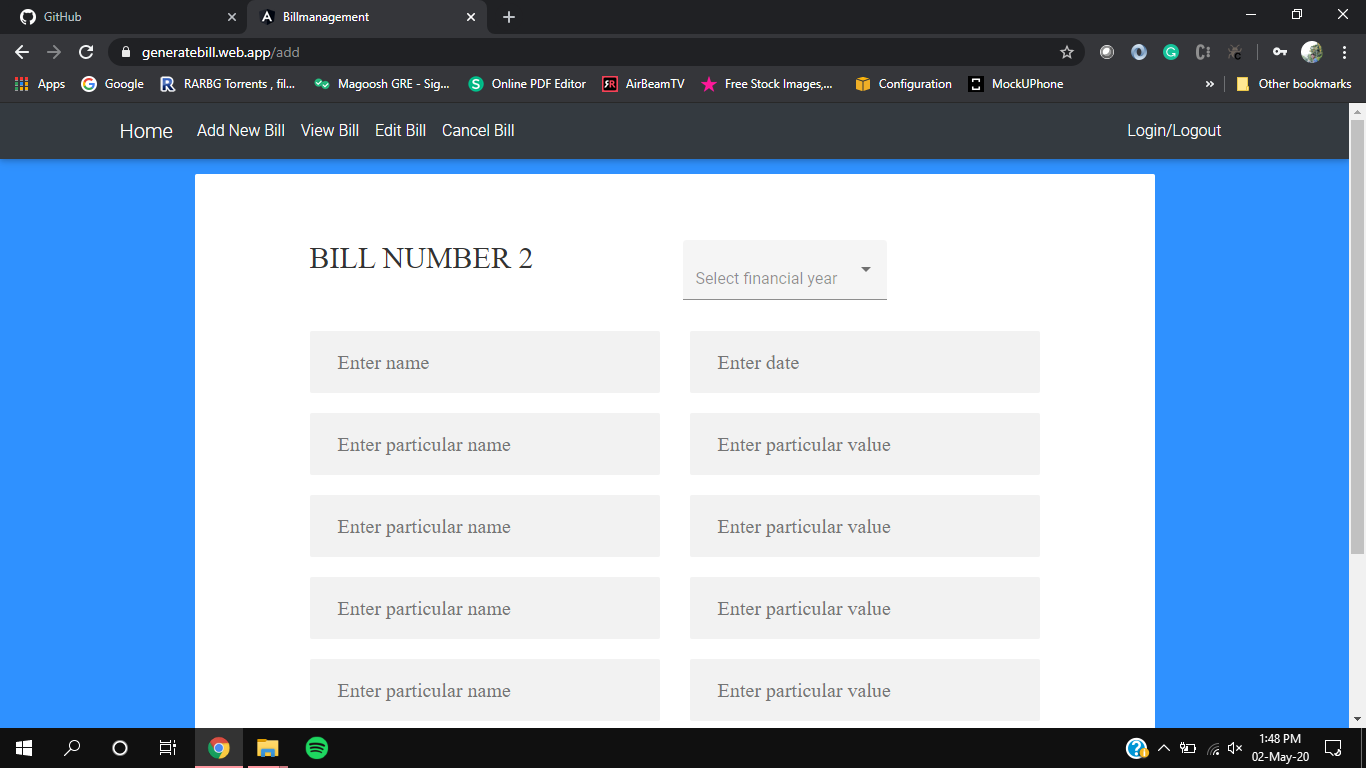 GitHub
Billmanagement
generatebill.web.app/add
Apps Google RARBG Torrents , fil... Magoosh GRE - Sig... Online PDF Editor AirBeamTV Free Stock Images,... Configuration MockUPhone » Other bookmarks
Home Add New Bill View Bill Edit Bill Cancel Bill Login/Logout
BILL NUMBER 2
Select financial year
Enter name Enter date
Enter particular name Enter particular value
Enter particular name Enter particular value
Enter particular name Enter particular value
Enter particular name Enter particular value
1:48 PM
02-May-20